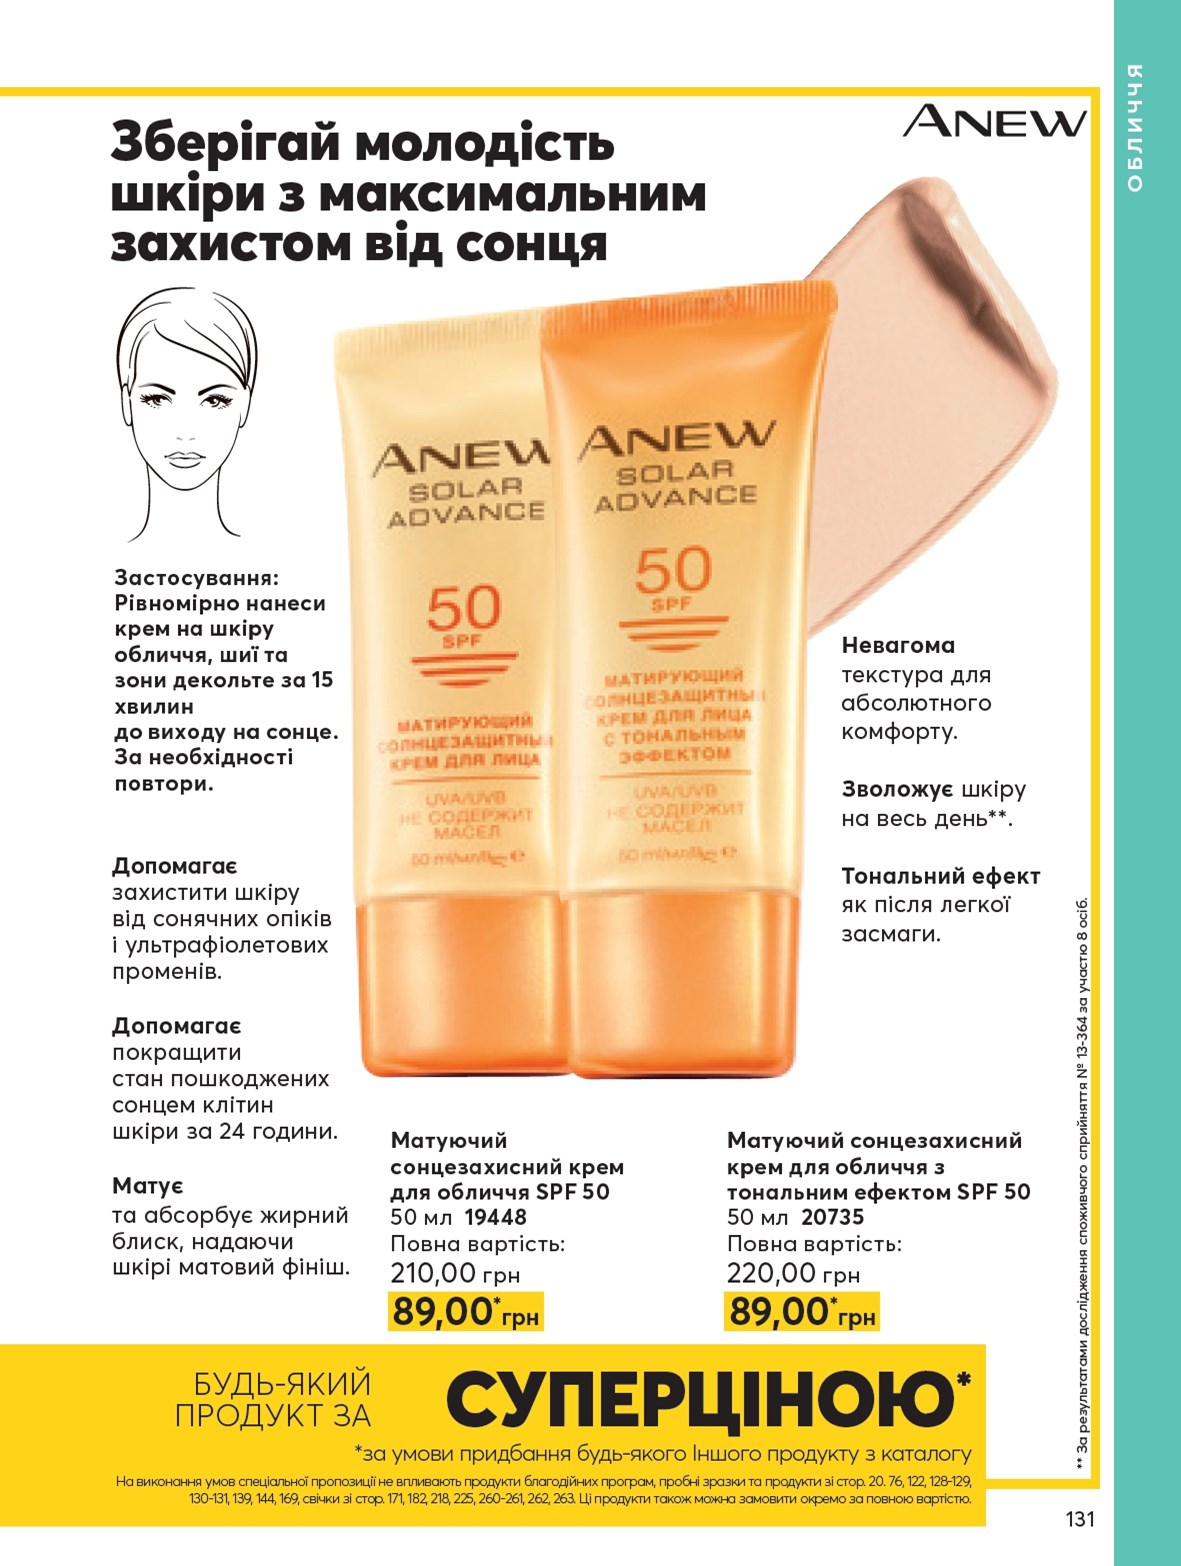 ОБЛИЧЧЯ
ANEW
Зберігай молодість
шкіри з максимальним
захистом від сонця
ANEW
SOLAR
ADVANCE
50
SPF
МАТИРУЮЩИЙ
СОЛНЦЕЗАЩИТНЫ
КРЕМ ДЛЯ ЛИЦА
UVA/UVB
НЕ СОДЕРЖИТ
МАСЕЛ
ANEW
SOLAR
ADVANCE
50
SPF
МАТИРУЮЩИЙ
СОЛНЦЕЗАЩИТНЫ
КРЕМ ДЛЯ ЛИЦА
С ТОНАЛЬНЫМ
ЭФФЕКТОМ
UVA/UVB
НЕ СОДЕРЖИТ
МАСЕЛ
Застосування:
Рівномірно нанеси
крем на шкіру
обличчя, шиї та
зони декольте за 15
хвилин
до виходу на сонце.
За необхідності
повтори.
Допомагає
захистити шкіру
від сонячних опіків
і ультрафіолетових
променів.
Допомагає
покращити
стан пошкоджених
сонцем клітин
шкіри за 24 години.
Матує
та абсорбує жирний
блиск, надаючи
шкірі матовий фініш.
Невагома
текстура для
абсолютного
комфорту.
Зволожує шкіру
на весь день**.
Тональний ефект
як після легкої
засмаги.
** За результатами дослідження споживчого сприйняття № 13-364 за участю 8 осіб.
Матуючий
сонцезахисний крем
для обличчя SPF 50
50 мл 19448
Повна вартість:
210,00 грн
89,00*грн
Матуючий сонцезахисний
крем для обличчя з
тональним ефектом SPF 50
50 мл 20735
Повна вартість:
220,00 грн
89,00*грн
БУДЬ-ЯКИЙ
ПРОДУКТ ЗА
СУПЕРЦІНОЮ*
*за умови придбання будь-якого Іншого продукту з каталогу
На виконання умов спеціальної пропозиції не впливають продукти благодійних програм, пробні зразки та продукти зі стор. 20. 76, 122, 128-129,
130-131, 139, 144, 169, свічки зі стор. 171, 182, 218, 225, 260-261, 262, 263. Ці продукти також можна замовити окремо за повною вартістю.
131